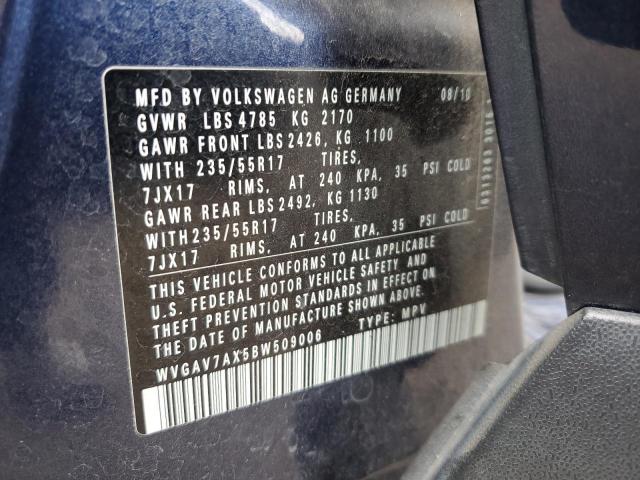 MFD BY VOLKSWAGEN AG GERMANY 08/10
GVWR LBS 4785 KG 2170
GAWR FRONT LBS 2426, KG 1100
WITH 235/55R17 TIRES,
7JX17 RIMS, AT 240 KPA, 35 PSI COLD
GAWR REAR LBS 2492, KG 1130
WITH 235/55R17 TIRES,
7JX17 RIMS, AT 240 KPA, 35 PSI COLD
THIS VEHICLE CONFORMS TO ALL APPLICABLE
U.S. FEDERAL MOTOR VEHICLE SAFETY AND
THEFT PREVENTION STANDARDS IN EFFECT ON
THE DATE OF MANUFACTURE SHOWN ABOVE.
WVGAV7AX5BW509006 TYPE: MPV